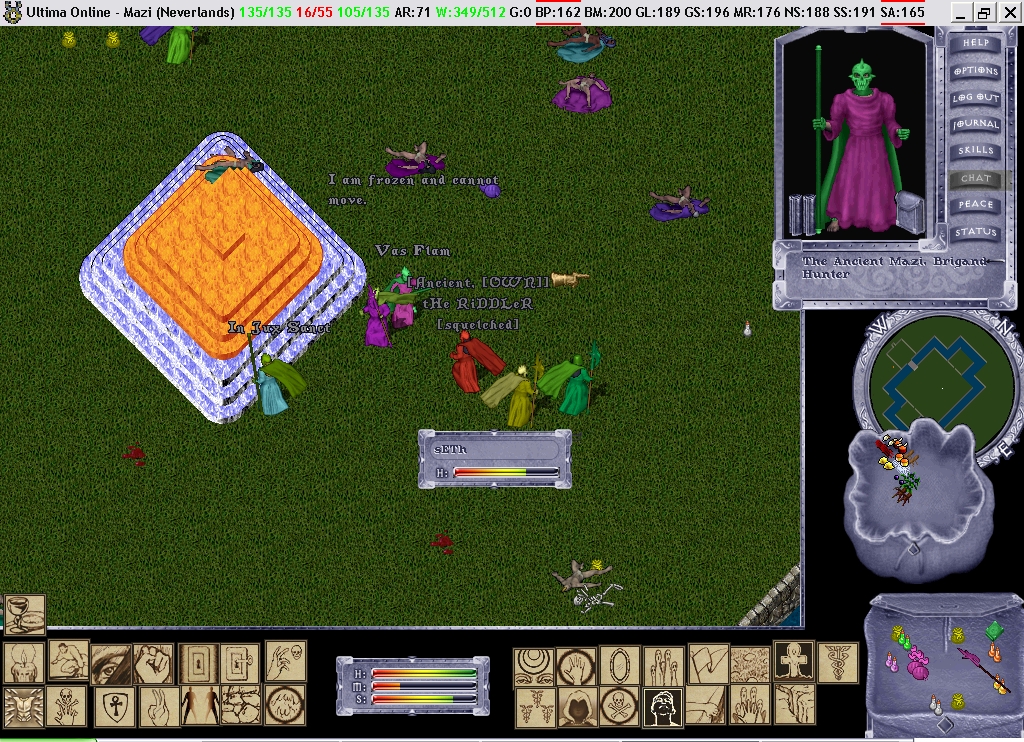 Ultima Online - Mazi (Neverlands) 135/135 16/55 105/135 AR:71 W:349/512 G:0 BP:162 BM:200 GL:189 GS:196 MR:176 NS:188 SS:191 SA:165
HELP
OPTIONS
LOG OUT
JOURNAL
SKILLS
CHAT
PEACE
STATUS
The Ancient Mazi, Brigand
Hunter
I am frozen and cannot
move.
Vas Flam
[Ancient, [OWN]]
tHe RiDDLeR
[squelched]
In Jux Sanct
W
N
E
sETh
H:
H:
M:
S: